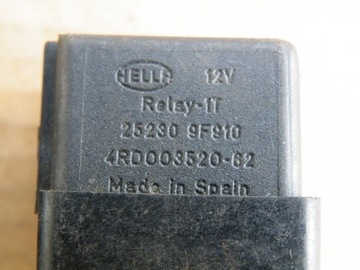 HELLA 12V
Relay-1T
25230 9F910
4RD003520-62
Made in Spain